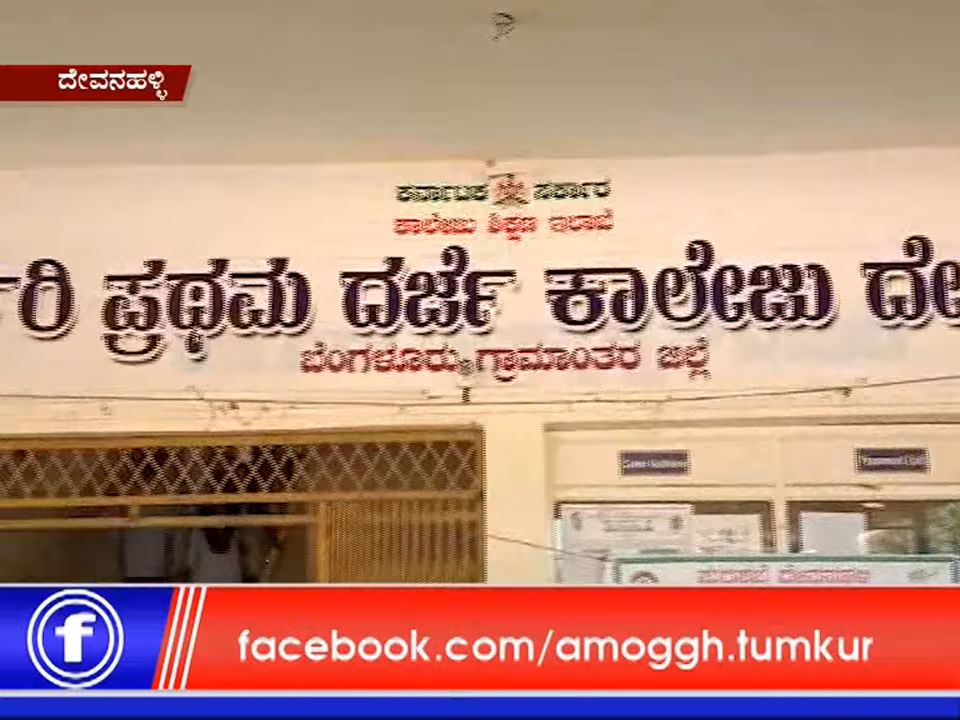 ದೇವನಹಳ್ಳಿ
ಕರ್ನಾಟಕ ಸರ್ಕಾರ
ಕಾಲೇಜು ಶಿಕ್ಷಣ ಇಲಾಖೆ
ರಿ ಪ್ರಥಮ ದರ್ಜೆ ಕಾಲೇಜು ದೇ
ಬೆಂಗಳೂರು ಗ್ರಾಮಾಂತರ ಜಿಲ್ಲೆ
facebook.com/amoggh.tumkur